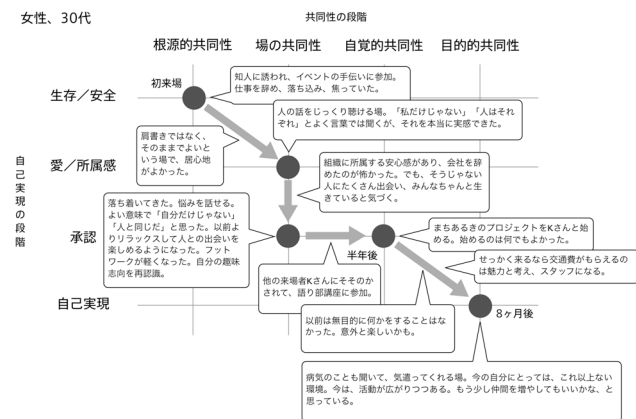 女性、30代
共同性の段階
根源的共同性
場の共同性
自覚的共同性
目的的共同性
自己実現の段階
生存／安全
愛／所属感
承認
自己実現
初来場
知人に誘われ、イベントの手伝いに参加。
仕事を辞め、落ち込み、焦っていた。
人の話をじっくり聴ける場。「私だけじゃない」「人はそれ
ぞれ」とよく言葉では聞くが、それを本当に実感できた。
肩書きではなく、
そのままでよいと
いう場で、居心地
がよかった。
組織に所属する安心感があり、会社を辞
めたのが怖かった。でも、そうじゃない
人にたくさん出会い、みんなちゃんと生
きていると気づく。
落ち着いてきた。悩みを話せる。
よい意味で「自分だけじゃない」
「人と同じだ」と思った。以前よ
りリラックスして人との出会いを
楽しめるようになった。フット
ワークが軽くなった。自分の趣味
志向を再認識。
半年後
まちあるきのプロジェクトをKさんと始
める。始めるのは何でもよかった。
せっかく来るなら交通費がもらえるの
は魅力と考え、スタッフになる。
他の来場者Kさんにそそのか
されて、語り部講座に参加。
以前は無目的に何かをすることはな
かった。意外と楽しいかも。
8ヶ月後
病気のことも聞いて、気遣ってくれる場。今の自分にとっては、これ以上ない
環境。今は、活動が広がりつつある。もう少し仲間を増やしてもいいかな、と
思っている。